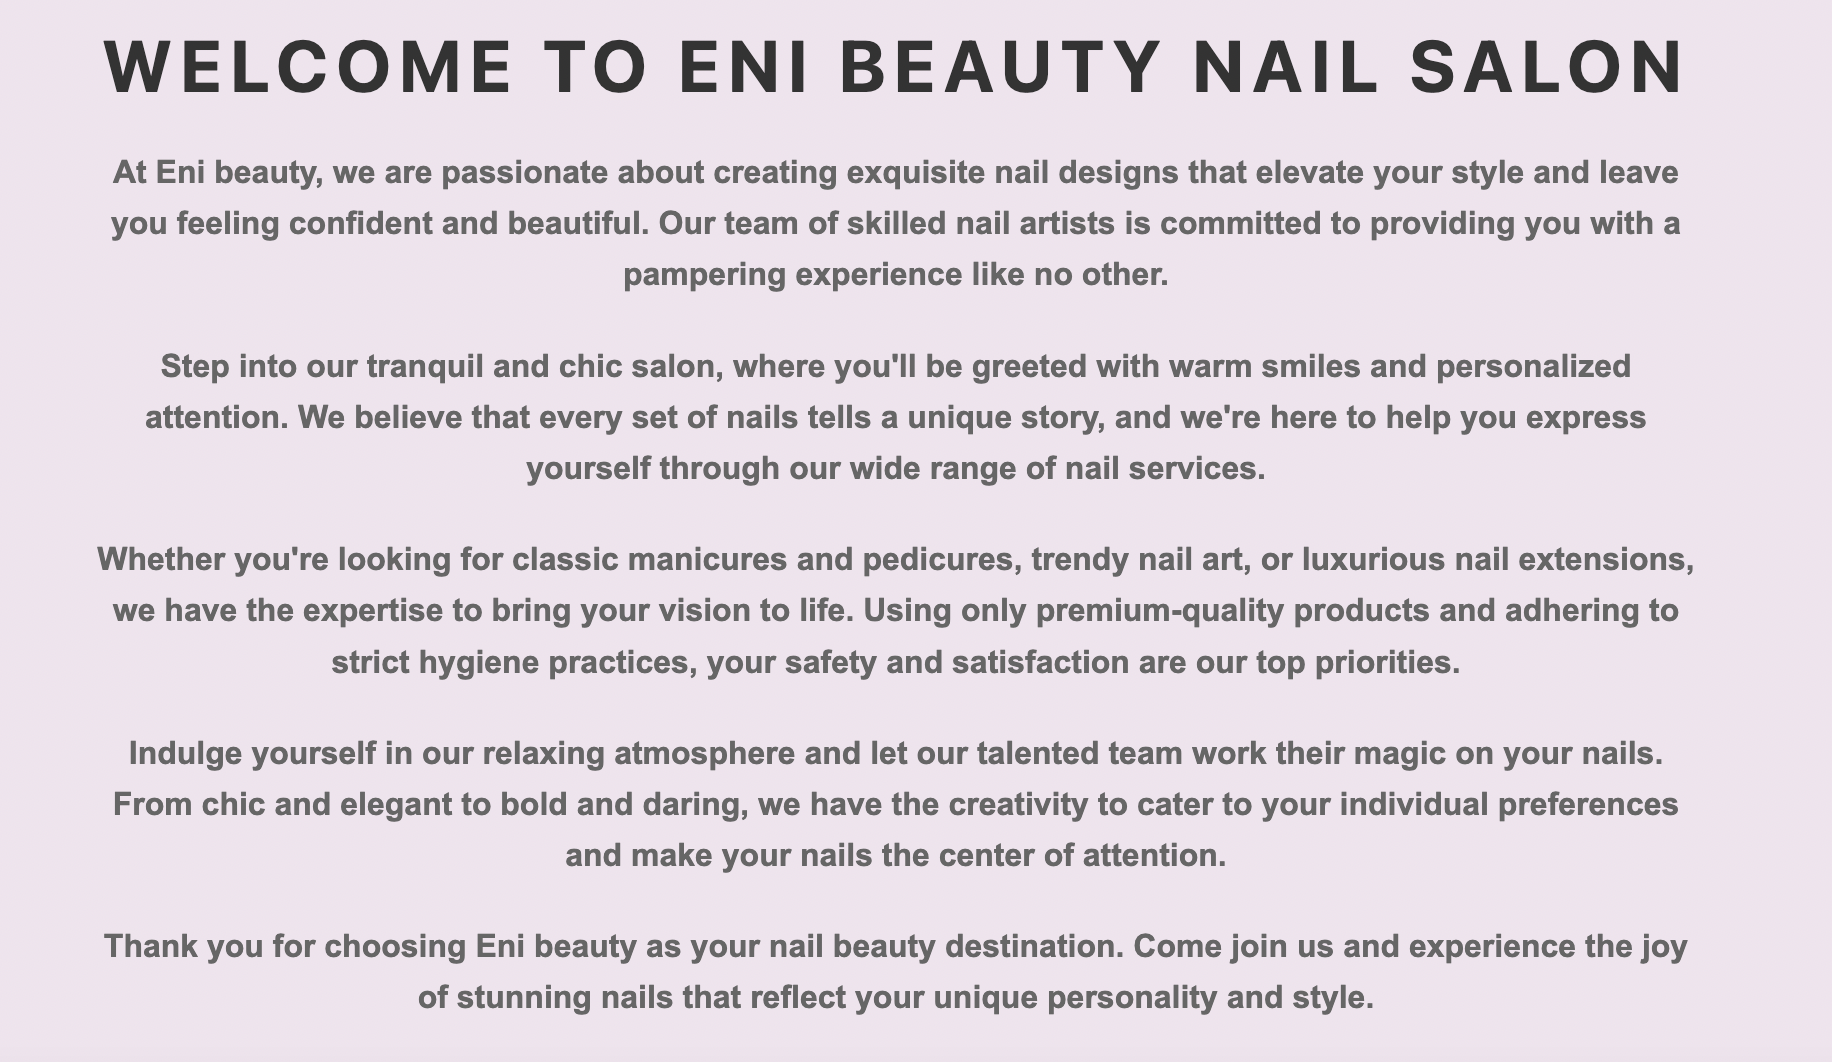 WELCOME TO ENI BEAUTY NAIL SALON
At Eni beauty, we are passionate about creating exquisite nail designs that elevate your style and leave
you feeling confident and beautiful. Our team of skilled nail artists is committed to providing you with a
pampering experience like no other.
Step into our tranquil and chic salon, where you'll be greeted with warm smiles and personalized
attention. We believe that every set of nails tells a unique story, and we're here to help you express
yourself through our wide range of nail services.
Whether you're looking for classic manicures and pedicures, trendy nail art, or luxurious nail extensions,
we have the expertise to bring your vision to life. Using only premium-quality products and adhering to
strict hygiene practices, your safety and satisfaction are our top priorities.
Indulge yourself in our relaxing atmosphere and let our talented team work their magic on your nails.
From chic and elegant to bold and daring, we have the creativity to cater to your individual preferences
and make your nails the center of attention.
Thank you for choosing Eni beauty as your nail beauty destination. Come join us and experience the joy
of stunning nails that reflect your unique personality and style.